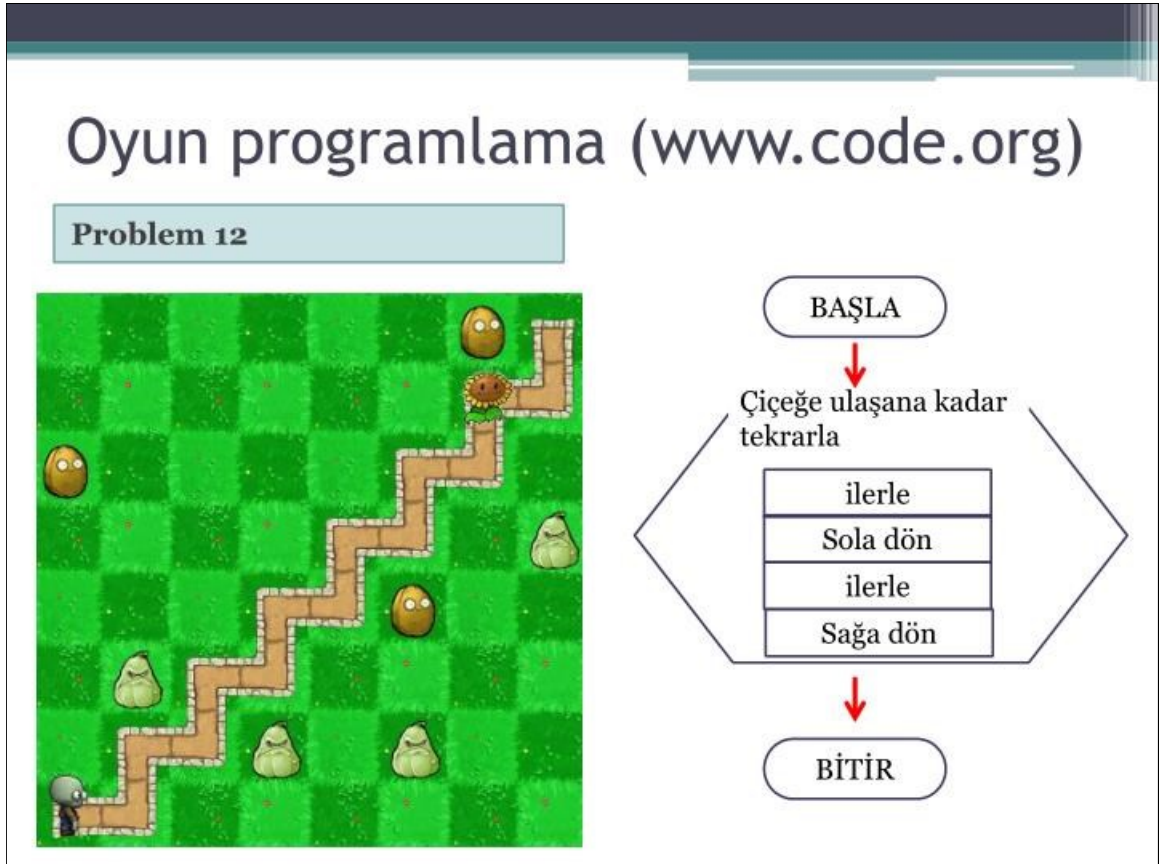 Oyun programlama (www.code.org)
Problem 12
BAŞLA
Çiçeğe ulaşana kadar
tekrarla
ilerle
Sola dön
ilerle
Sağa dön
BİTİR